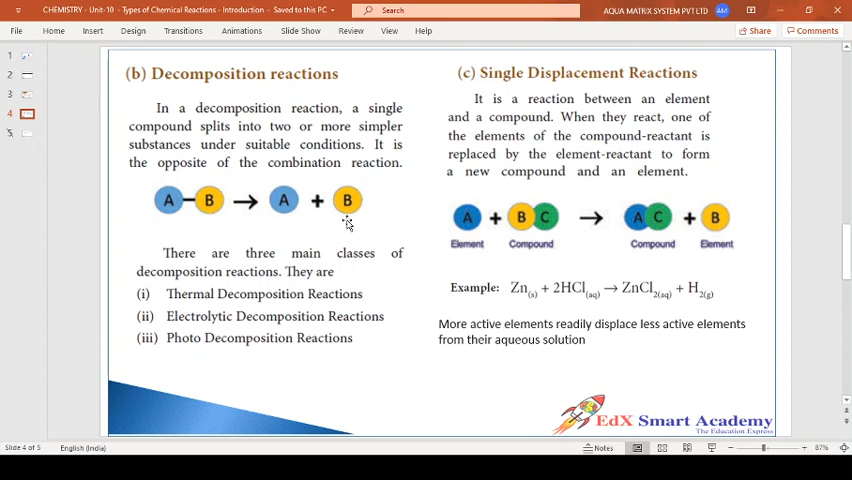 CHEMISTRY - Unit-10 - Types of Chemical Reactions - Introduction - Saved to this PC
Search
AQUA MATRIX SYSTEM PVT LTD
AM
File Home Insert Design Transitions Animations Slide Show Review View Help
Share
Comments
1
2
3
4
5
(b) Decomposition reactions
In a decomposition reaction, a single
compound splits into two or more simpler
substances under suitable conditions. It is
the opposite of the combination reaction.
A B → A + B
There are three main classes of
decomposition reactions. They are
(i) Thermal Decomposition Reactions
(ii) Electrolytic Decomposition Reactions
(iii) Photo Decomposition Reactions
(c) Single Displacement Reactions
It is a reaction between an element
and a compound. When they react, one of
the elements of the compound-reactant is
replaced by the element-reactant to form
a new compound and an element.
A + B C → A C + B
Element Compound Compound Element
Example: Zn(s) + 2HCl(aq) → ZnCl2(aq) + H2(g)
More active elements readily displace less active elements
from their aqueous solution
EdX Smart Academy
The Education Express
Slide 4 of 5
English (India)
Notes
87%